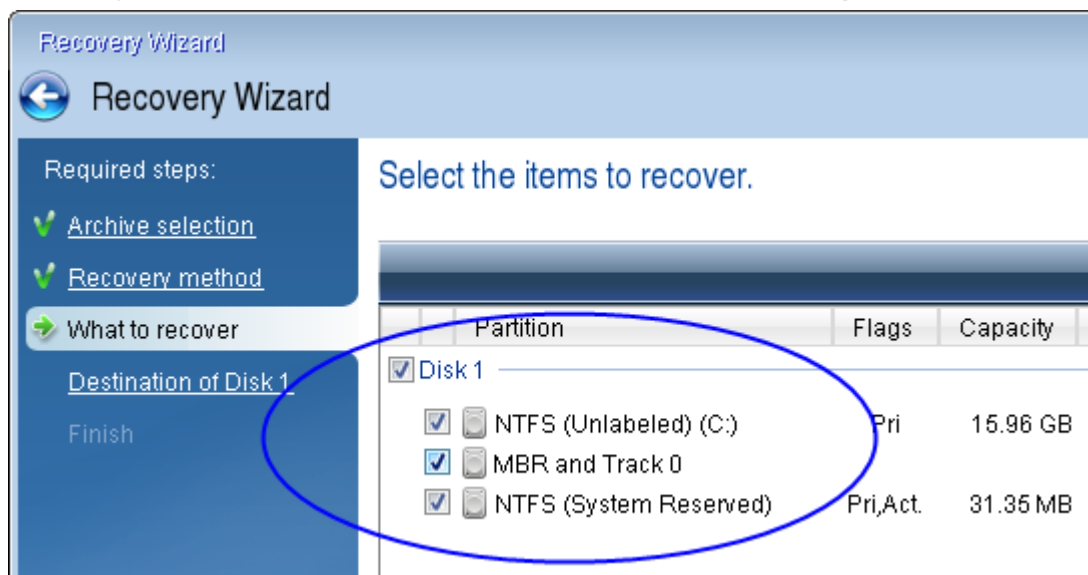 Recovery Wizard
Recovery Wizard
Required steps:
Archive selection
Recovery method
What to recover
Destination of Disk 1
Finish
Select the items to recover.
Partition Flags Capacity
Disk 1
NTFS (Unlabeled) (C:) Pri 15.96 GB
MBR and Track 0
NTFS (System Reserved) Pri,Act. 31.35 MB